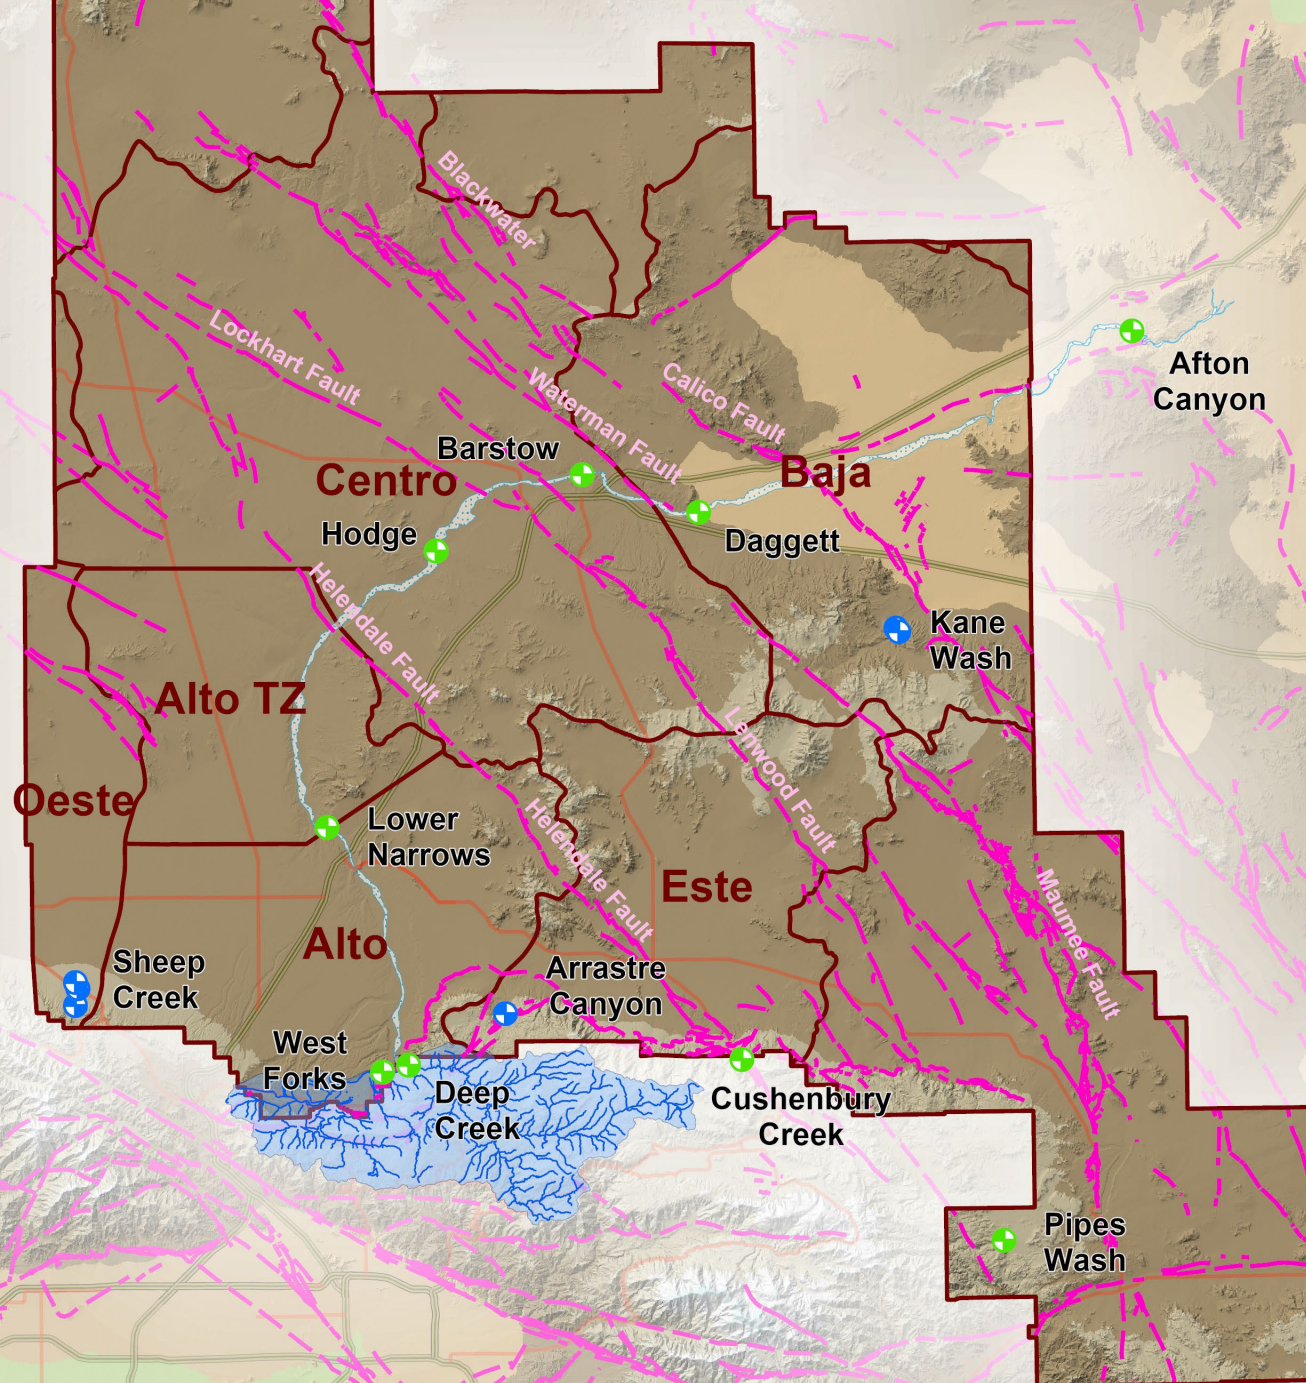 Blackwater
Lockhart Fault
Afton
Canyon
Calico Fault
Waterman Fault
Barstow
Centro
Baja
Hodge
Daggett
Helendale Fault
Kane
Wash
Alto TZ
Lenwood Fault
Oeste
Lower
Narrows
Helendale Fault
Este
Maumee Fault
Alto
Sheep
Creek
Arrastre
Canyon
West
Forks
Deep
Creek
Cushenbury
Creek
Pipes
Wash